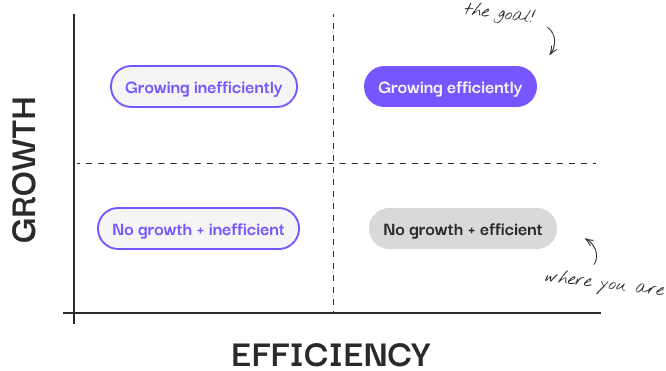 the goal!
Growing inefficiently
Growing efficiently
GROWTH
No growth + inefficient
No growth + efficient
where you are
EFFICIENCY